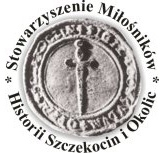 * Stowarzyszenie Miłośników *
Historii Szczekocin i Okolic